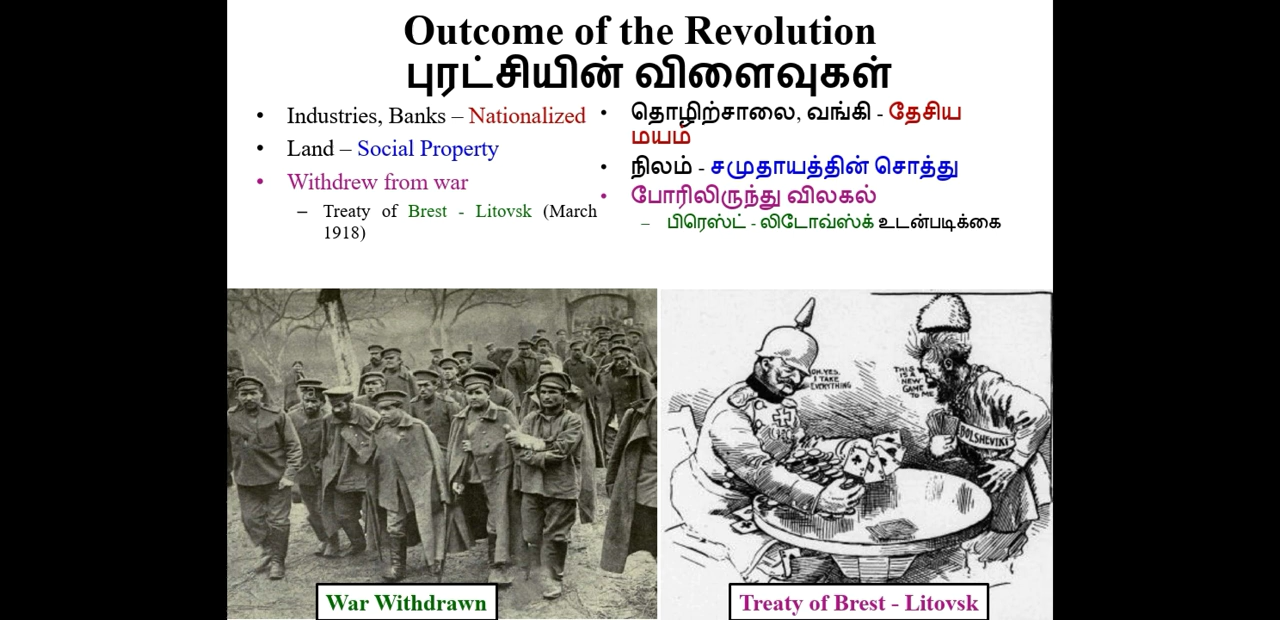 Outcome of the Revolution
புரட்சியின் விளைவுகள்
• Industries, Banks – Nationalized
• Land – Social Property
• Withdrew from war
– Treaty of Brest - Litovsk (March
1918)
• தொழிற்சாலை, வங்கி - தேசிய
மயம்
• நிலம் - சமுதாயத்தின் சொத்து
• போரிலிருந்து விலகல்
– பிரெஸ்ட் - லிடோவ்ஸ்க் உடன்படிக்கை
OH, YES,
I TAKE
EVERYTHING
THIS
IS A
NEW
GAME
TO ME
BOLSHEVIKI
War Withdrawn
Treaty of Brest - Litovsk